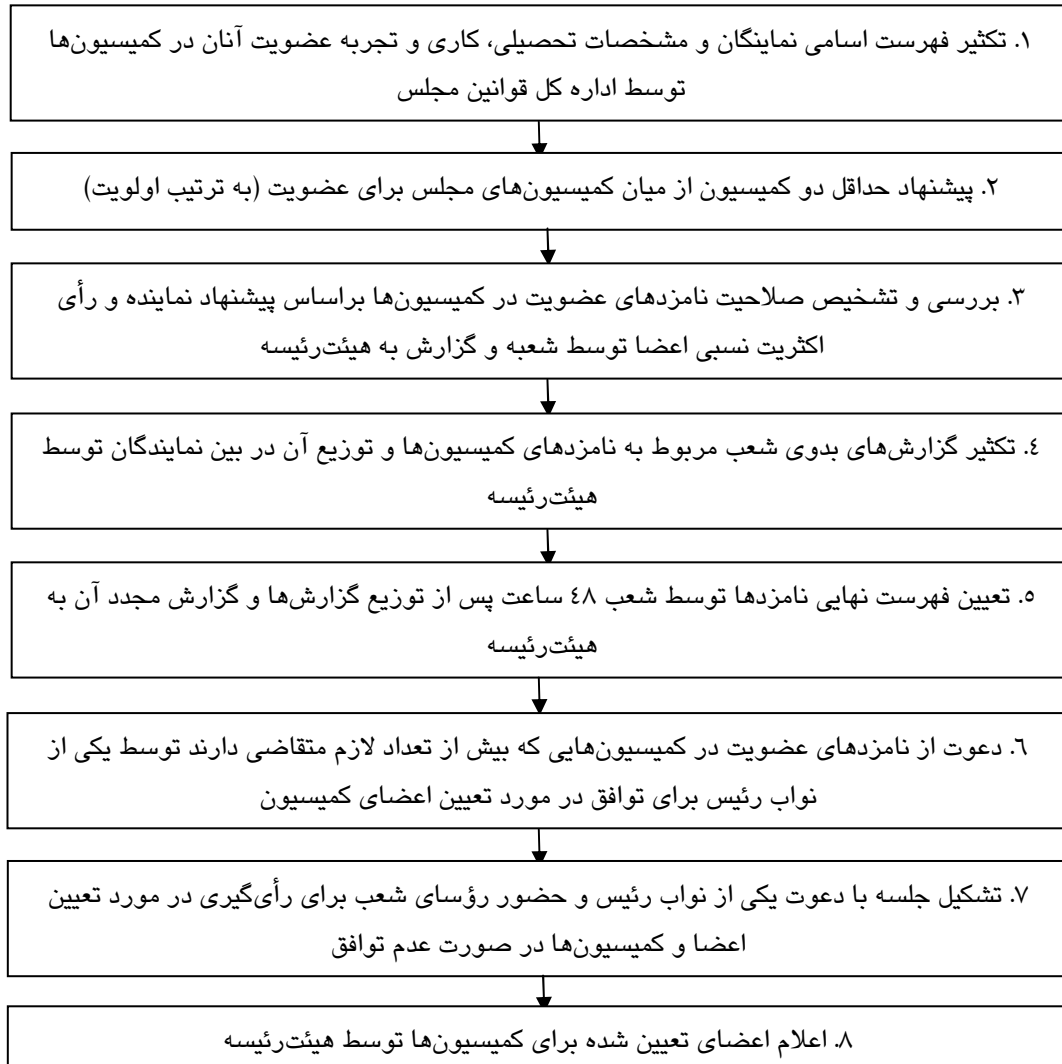 ۱. تکثیر فهرست اسامی نماینگان و مشخصات تحصیلی، کاری و تجربه عضویت آنان در کمیسیون‌ها
توسط اداره کل قوانین مجلس
۲. پیشنهاد حداقل دو کمیسیون از میان کمیسیون‌های مجلس برای عضویت (به ترتیب اولویت)
۳. بررسی و تشخیص صلاحیت نامزدهای عضویت در کمیسیون‌ها براساس پیشنهاد نماینده و رأی
اکثریت نسبی اعضا توسط شعبه و گزارش به هیئت‌رئیسه
٤. تکثیر گزارش‌های بدوی شعب مربوط به نامزدهای کمیسیون‌ها و توزیع آن در بین نمایندگان توسط
هیئت‌رئیسه
٥. تعیین فهرست نهایی نامزدها توسط شعب ٤۸ ساعت پس از توزیع گزارش‌ها و گزارش مجدد آن به
هیئت‌رئیسه
٦. دعوت از نامزدهای عضویت در کمیسیون‌هایی که بیش از تعداد لازم متقاضی دارند توسط یکی از
نواب رئیس برای توافق در مورد تعیین اعضای کمیسیون
۷. تشکیل جلسه با دعوت یکی از نواب رئیس و حضور رؤسای شعب برای رأی‌گیری در مورد تعیین
اعضا و کمیسیون‌ها در صورت عدم توافق
۸. اعلام اعضای تعیین شده برای کمیسیون‌ها توسط هیئت‌رئیسه